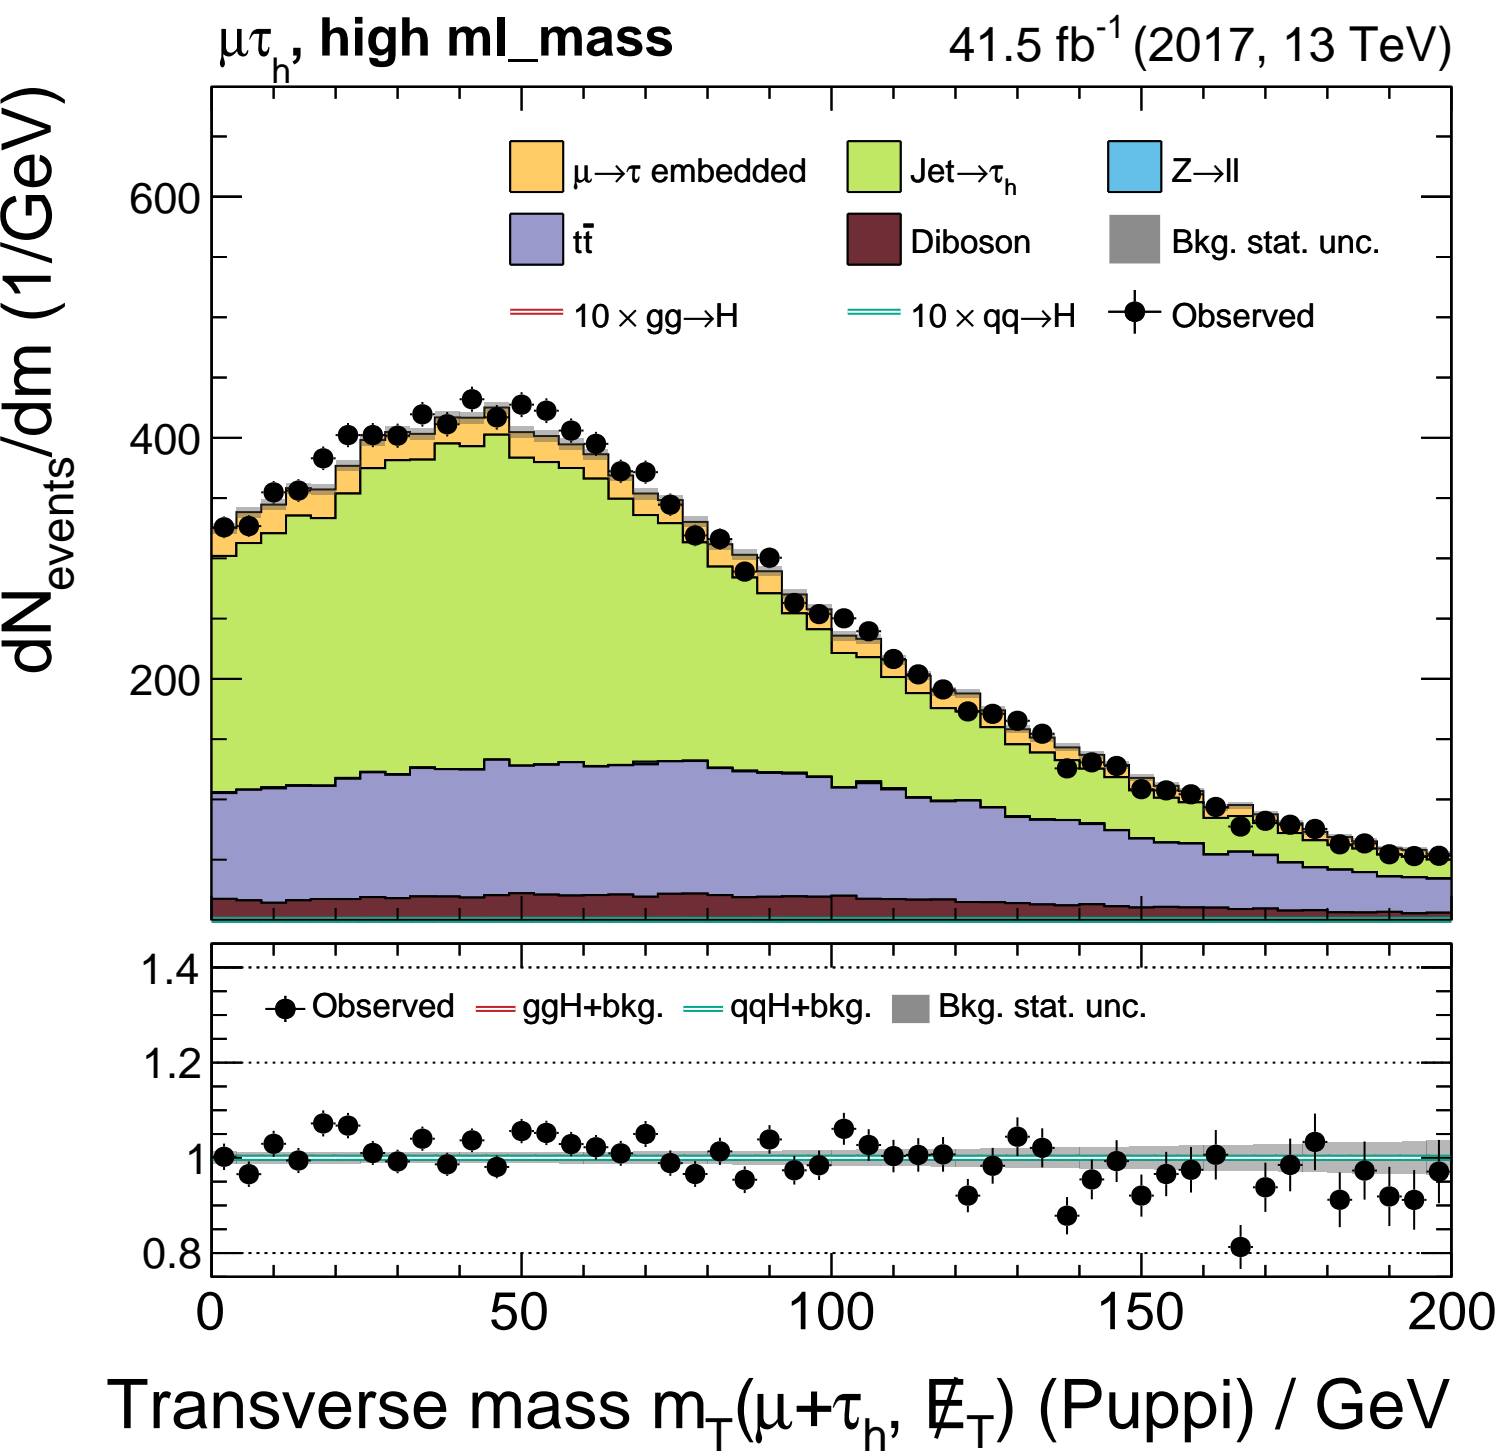 μτh, high ml_mass
41.5 fb-1 (2017, 13 TeV)
dNevents/dm (1/GeV)
μ→τ embedded
Jet→τh
Z→ll
tt̄
Diboson
Bkg. stat. unc.
10 × gg→H
10 × qq→H
Observed
600
400
200
1.4
Observed
ggH+bkg.
qqH+bkg.
Bkg. stat. unc.
1.2
1
0.8
0
50
100
150
200
Transverse mass mT(μ+τh, E̸T) (Puppi) / GeV